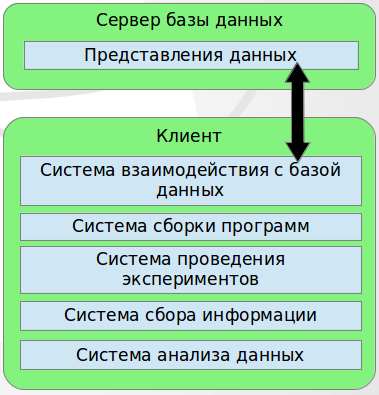 Сервер базы данных
Представления данных
Клиент
Система взаимодействия с базой
данных
Система сборки программ
Система проведения
экспериментов
Система сбора информации
Система анализа данных